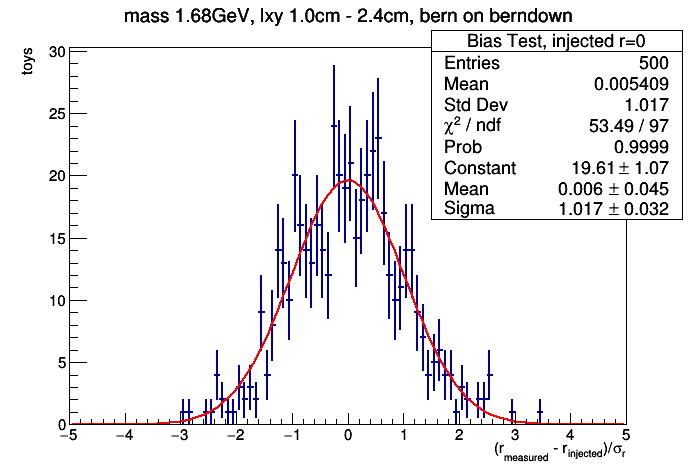 mass 1.68GeV, lxy 1.0cm - 2.4cm, bern on berndown
Bias Test, injected r=0
Entries 500
Mean 0.005409
Std Dev 1.017
χ² / ndf 53.49 / 97
Prob 0.9999
Constant 19.61 ± 1.07
Mean 0.006 ± 0.045
Sigma 1.017 ± 0.032
toys
30
25
20
15
10
5
0
−5 −4 −3 −2 −1 0 1 2 3 4 5
(r_measured - r_injected)/σ_r